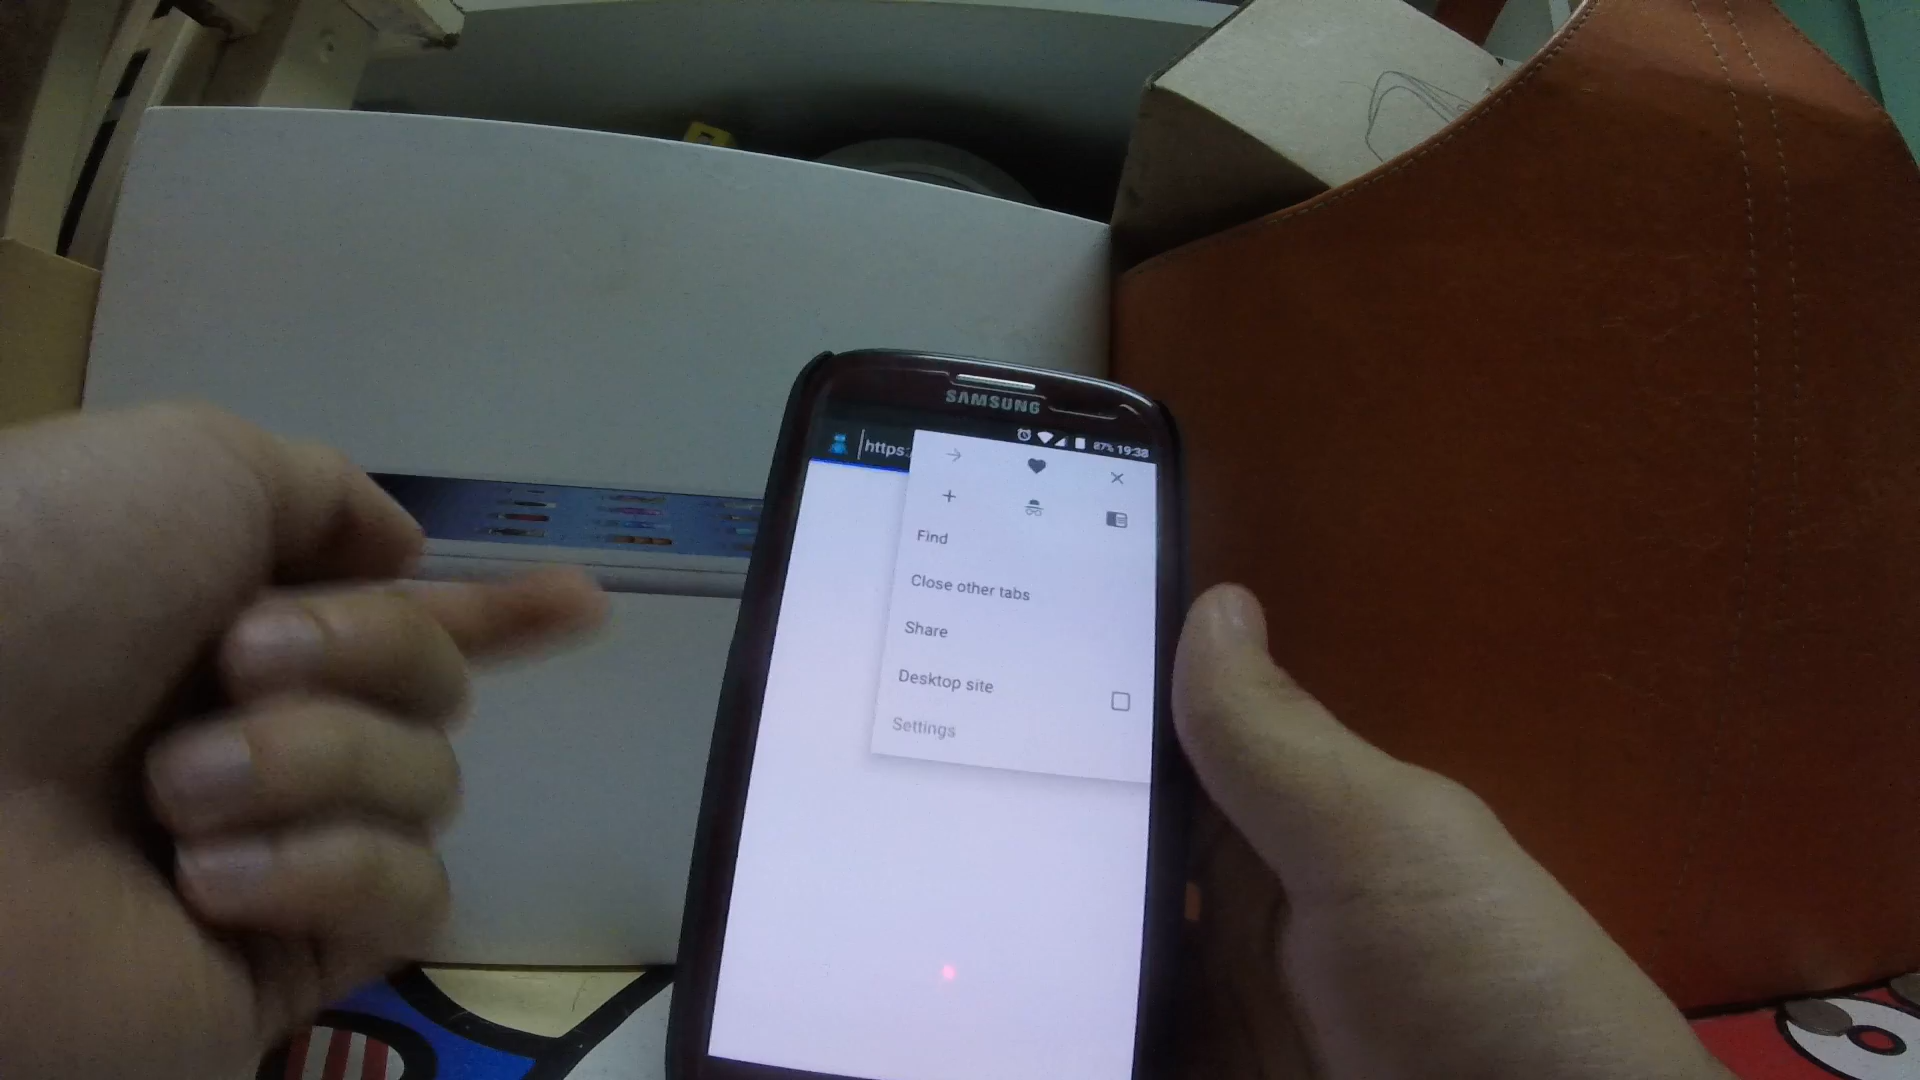 SAMSUNG
87% 19:38
https:
Find
Close other tabs
Share
Desktop site
Settings